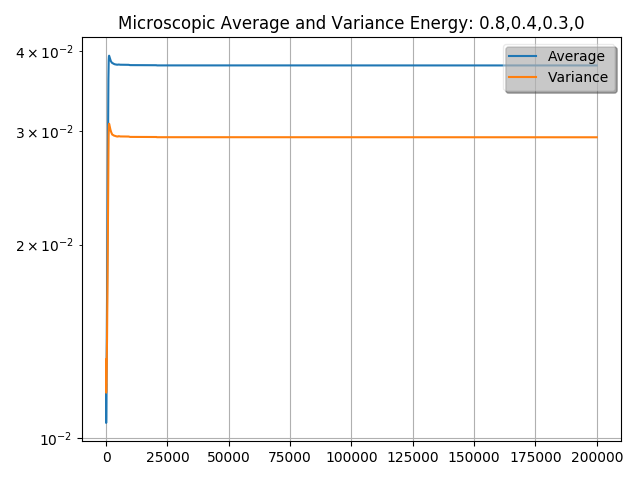 Microscopic Average and Variance Energy: 0.8,0.4,0.3,0
4 × 10⁻²
3 × 10⁻²
2 × 10⁻²
10⁻²
Average
Variance
0 25000 50000 75000 100000 125000 150000 175000 200000